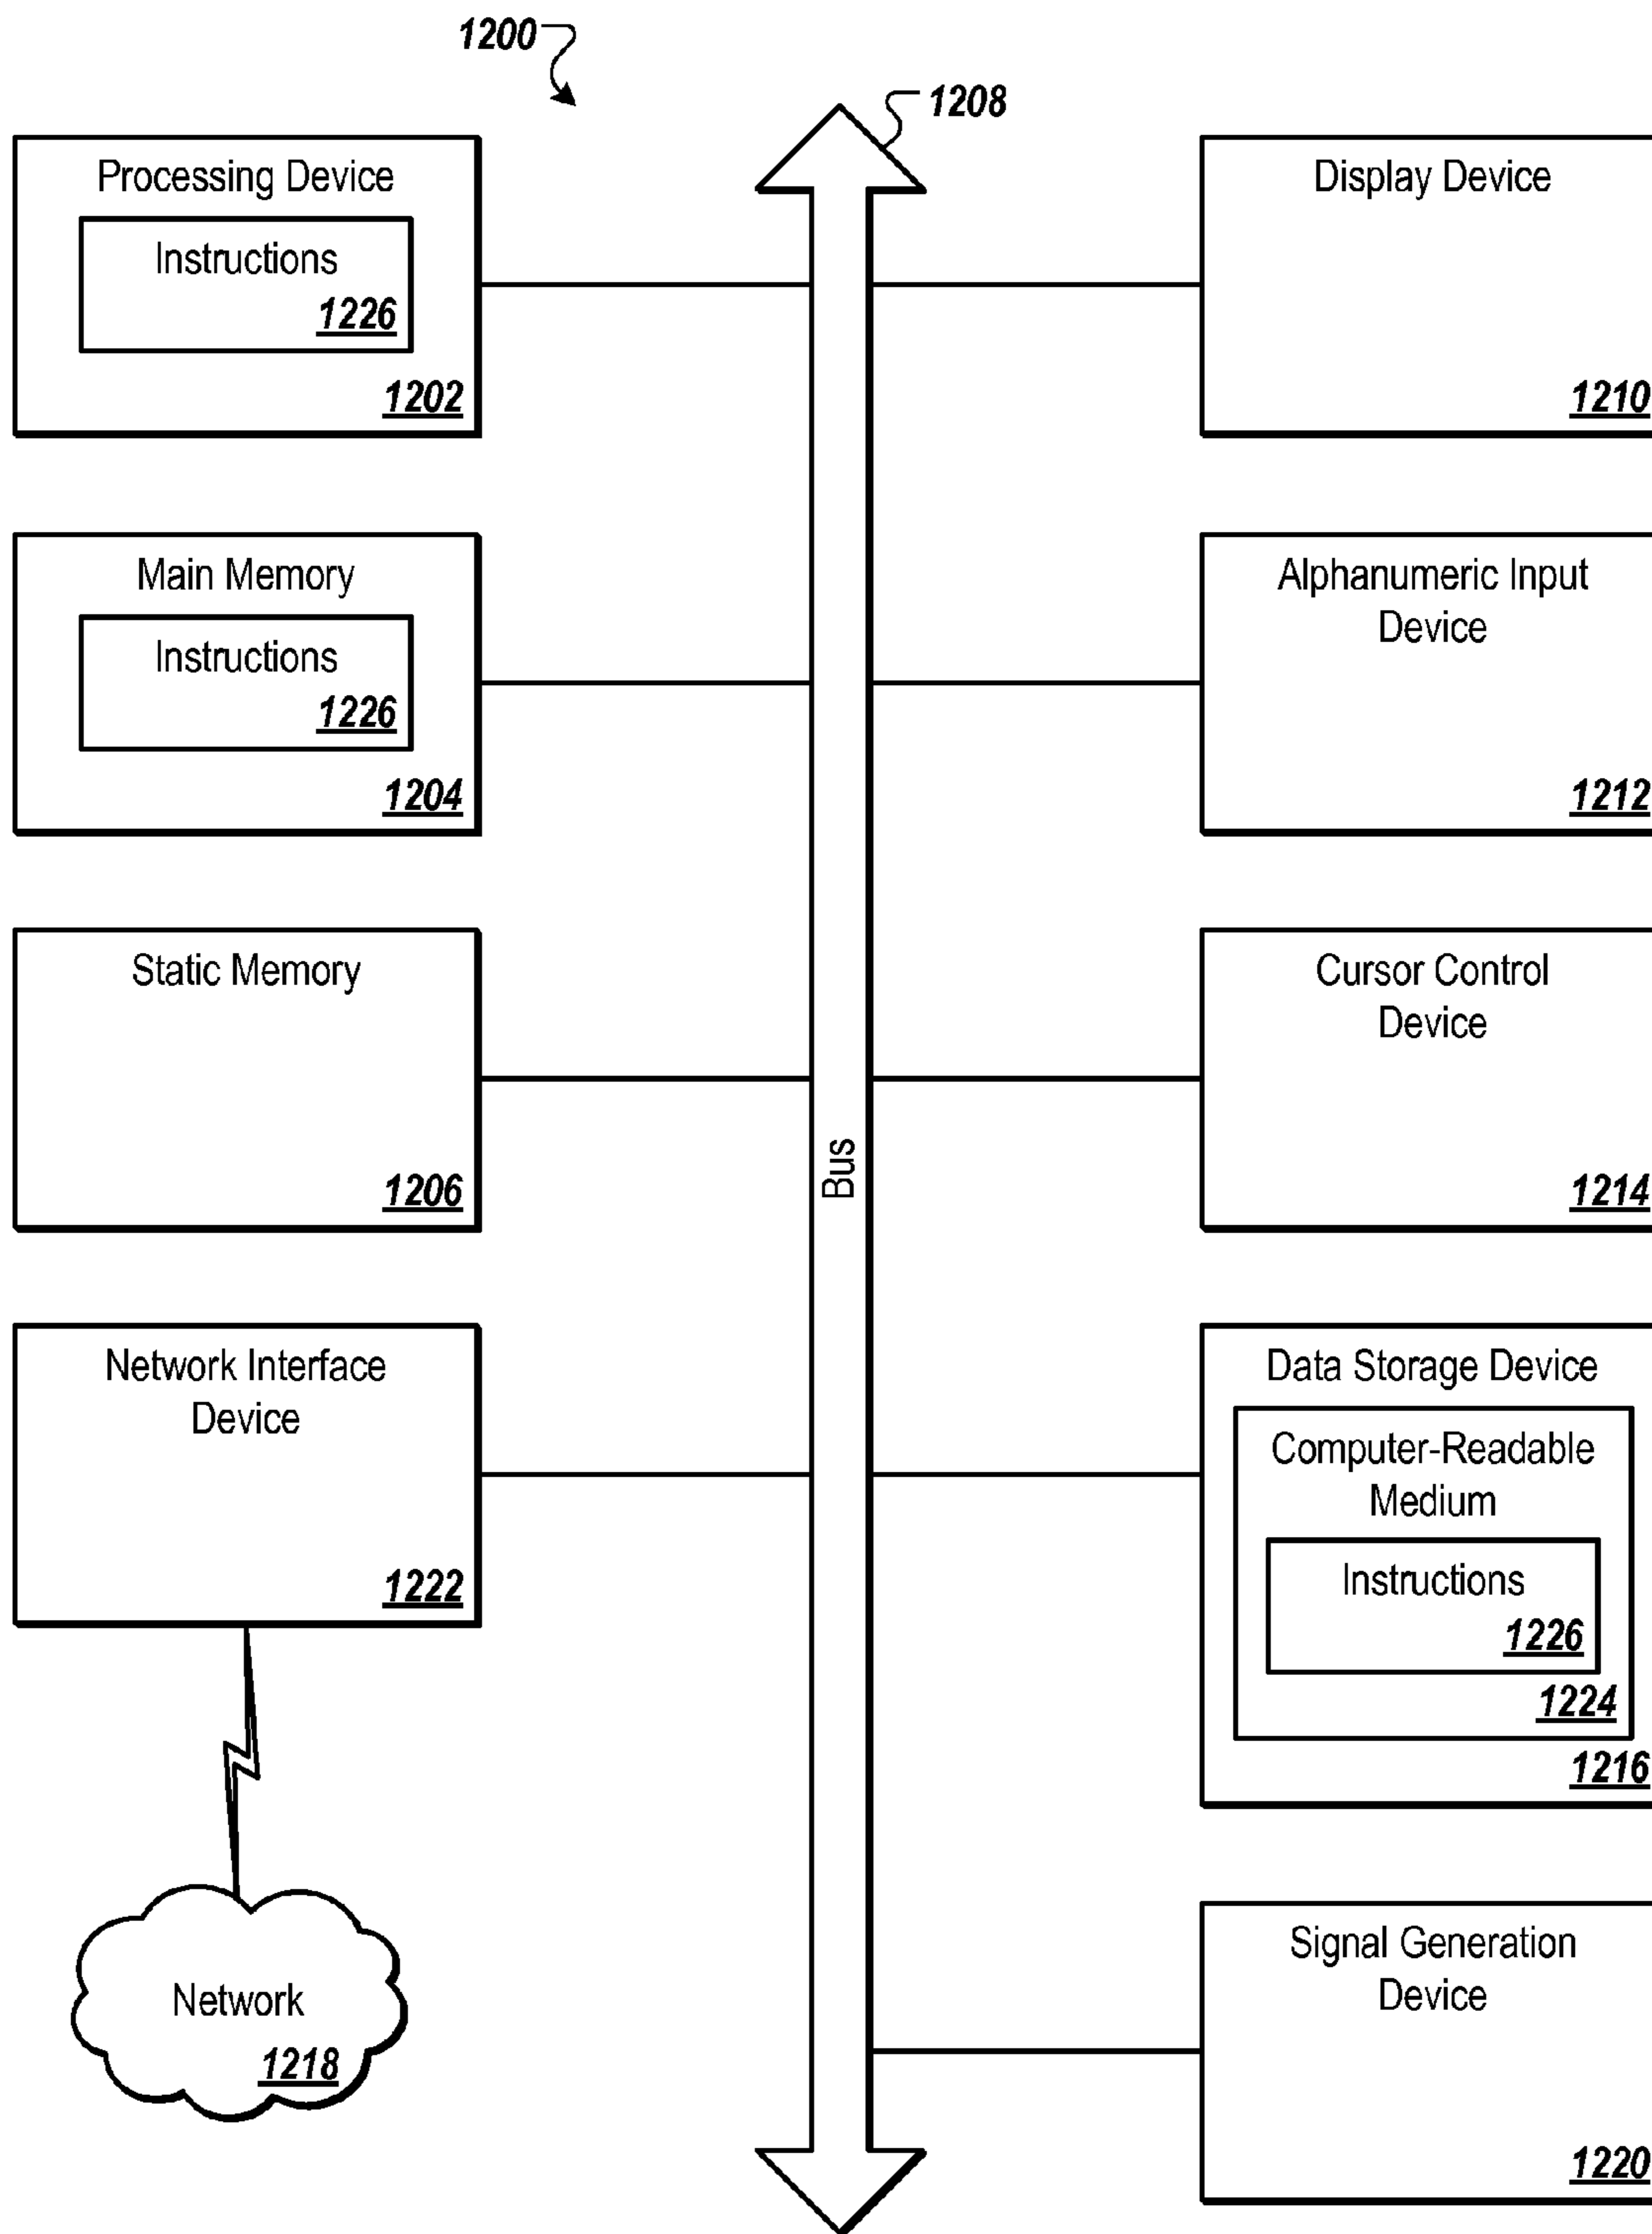 1200
1208
Processing Device
Instructions
1226
1202
Display Device
1210
Main Memory
Instructions
1226
1204
Alphanumeric Input
Device
1212
Static Memory
1206
Cursor Control
Device
1214
Bus
Network Interface
Device
1222
Data Storage Device
Computer-Readable
Medium
Instructions
1226
1224
1216
Network
1218
Signal Generation
Device
1220